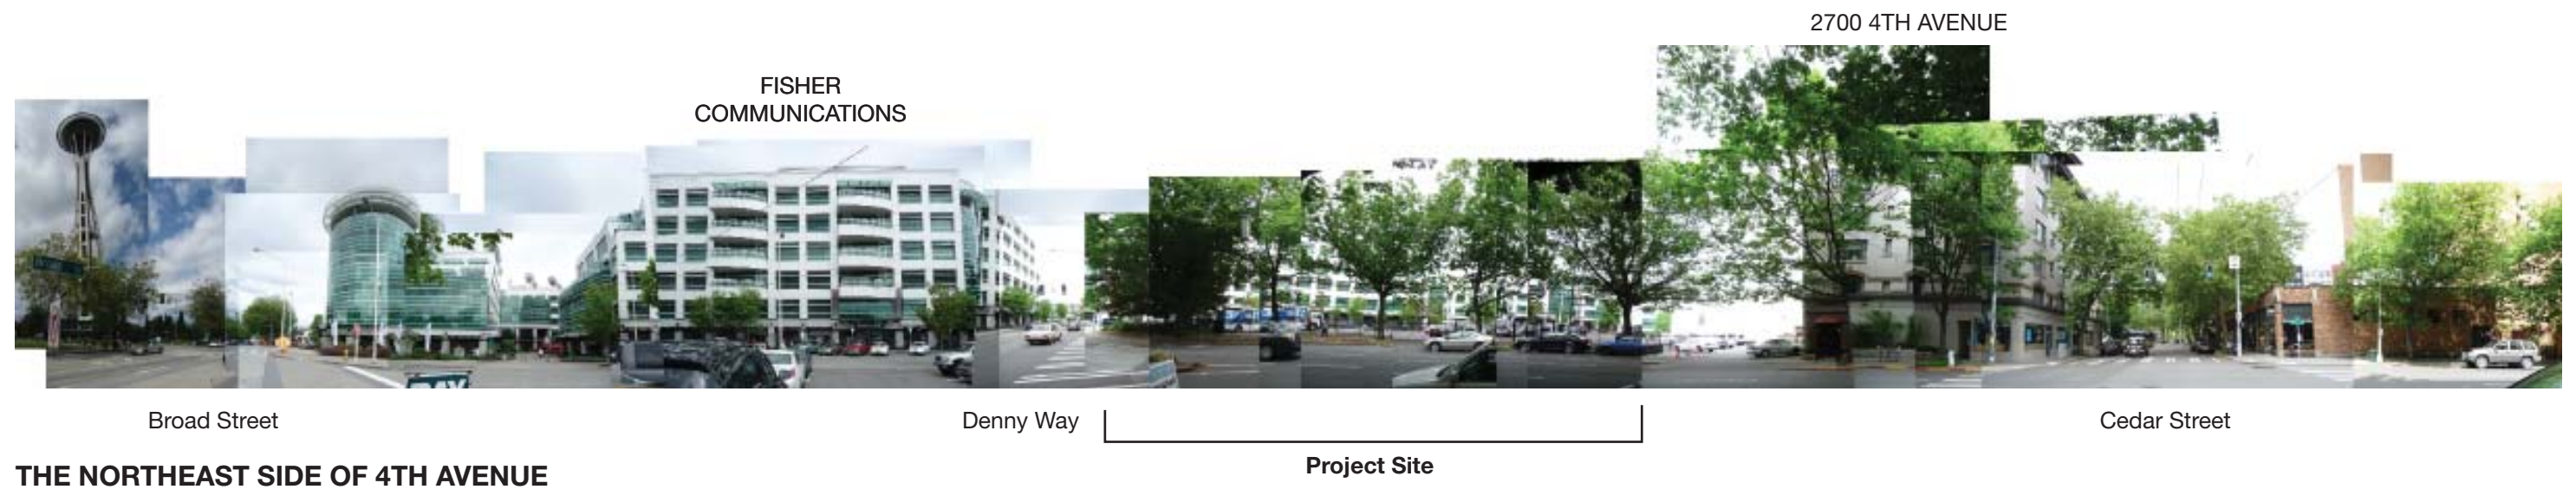 2700 4TH AVENUE
FISHER
COMMUNICATIONS
BAY
Broad Street
Denny Way
Cedar Street
Project Site
THE NORTHEAST SIDE OF 4TH AVENUE